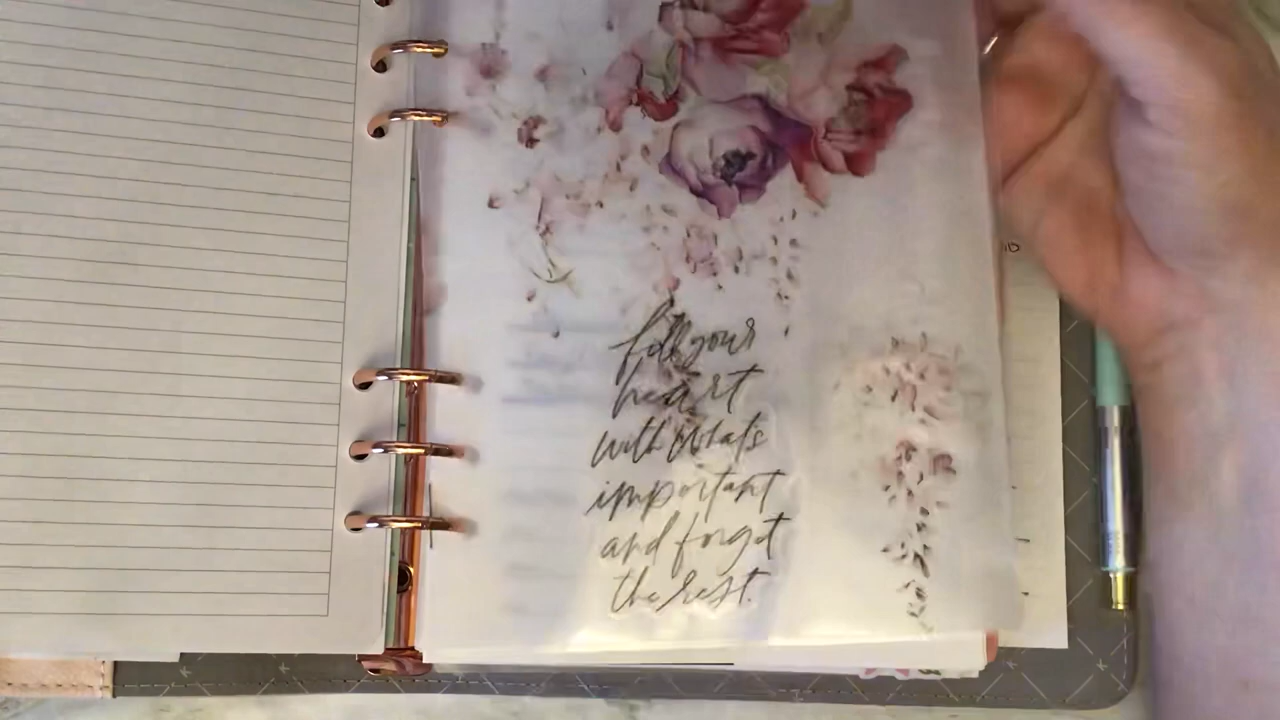 fill your
heart
with what's
important
and forget
the rest.